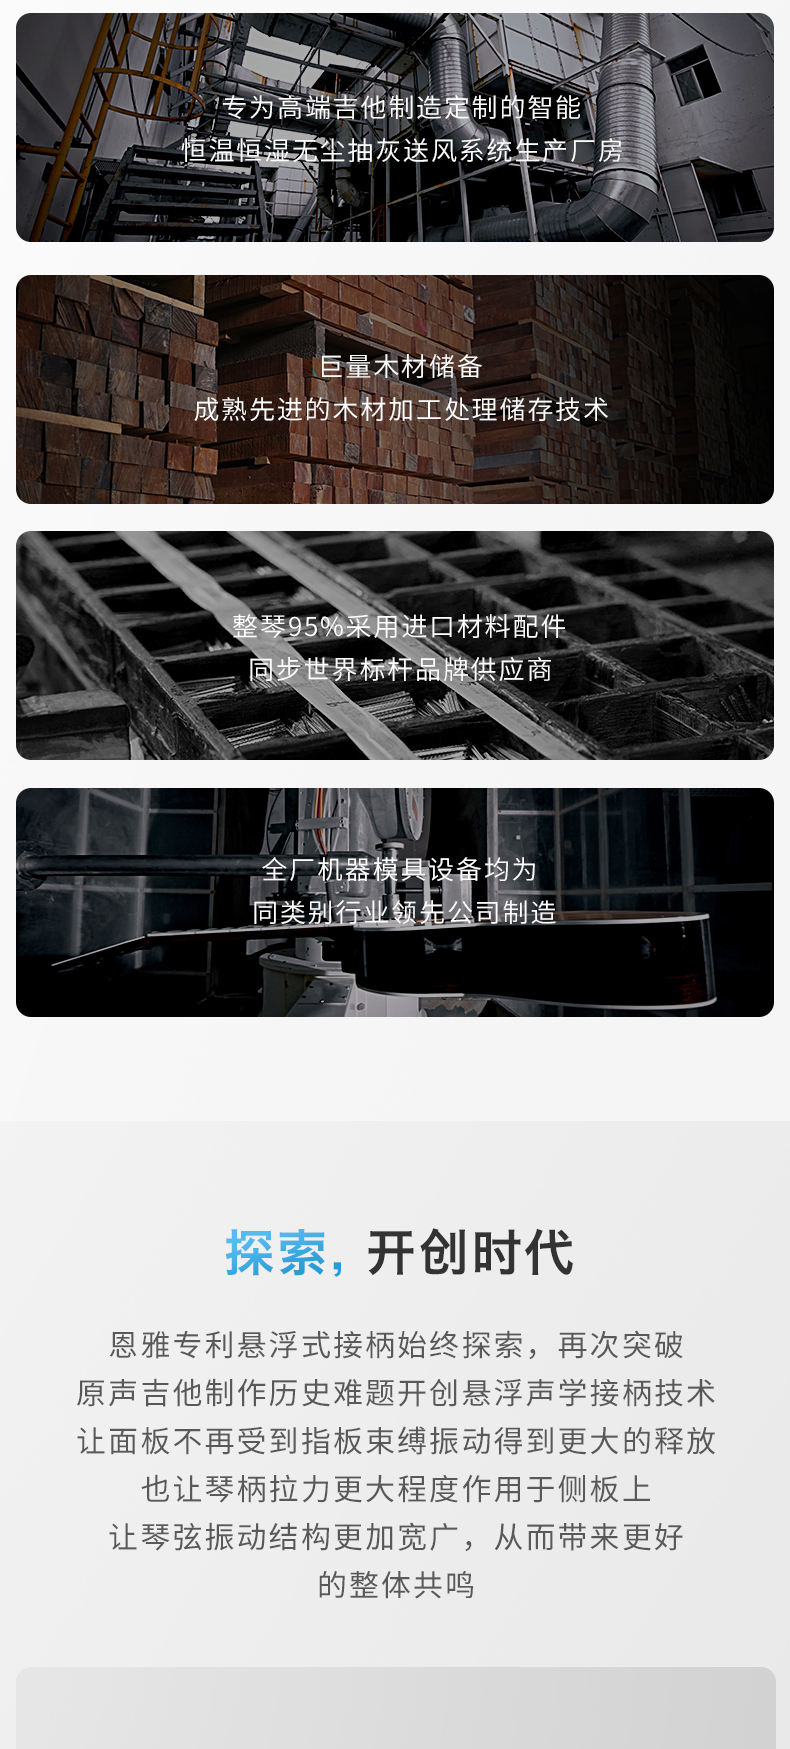 专为高端吉他制造定制的智能
恒温恒湿无尘抽灰送风系统生产厂房
巨量木材储备
成熟先进的木材加工处理储存技术
整琴95%采用进口材料配件
同步世界标杆品牌供应商
全厂机器模具设备均为
同类别行业领先公司制造
探索, 开创时代
恩雅专利悬浮式接柄始终探索，再次突破
原声吉他制作历史难题开创悬浮声学接柄技术
让面板不再受到指板束缚振动得到更大的释放
也让琴柄拉力更大程度作用于侧板上
让琴弦振动结构更加宽广，从而带来更好
的整体共鸣